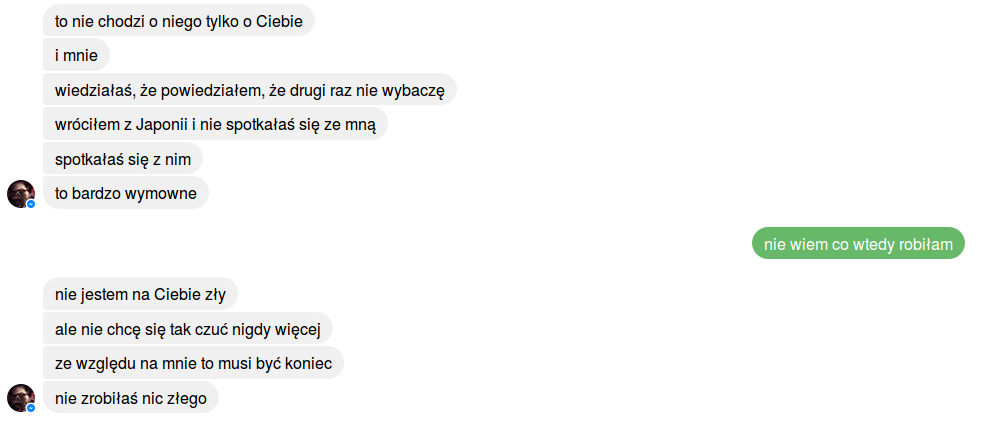 to nie chodzi o niego tylko o Ciebie
i mnie
wiedziałaś, że powiedziałem, że drugi raz nie wybaczę
wróciłem z Japonii i nie spotkałaś się ze mną
spotkałaś się z nim
to bardzo wymowne
nie wiem co wtedy robiłam
nie jestem na Ciebie zły
ale nie chcę się tak czuć nigdy więcej
ze względu na mnie to musi być koniec
nie zrobiłaś nic złego